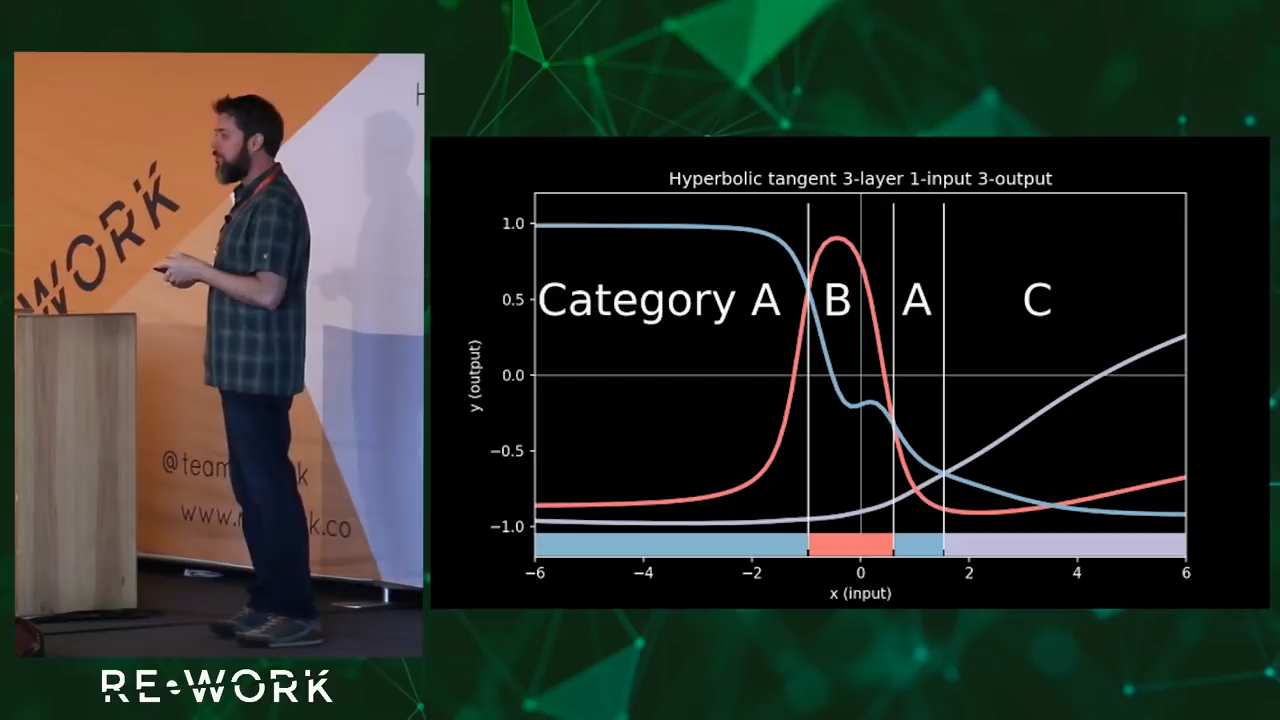 H
WORK
@team
k
www.r
k.co
RE•WORK
Hyperbolic tangent 3-layer 1-input 3-output
1.0
0.5
0.0
−0.5
−1.0
y (output)
Category A B A C
−6 −4 −2 0 2 4 6
x (input)